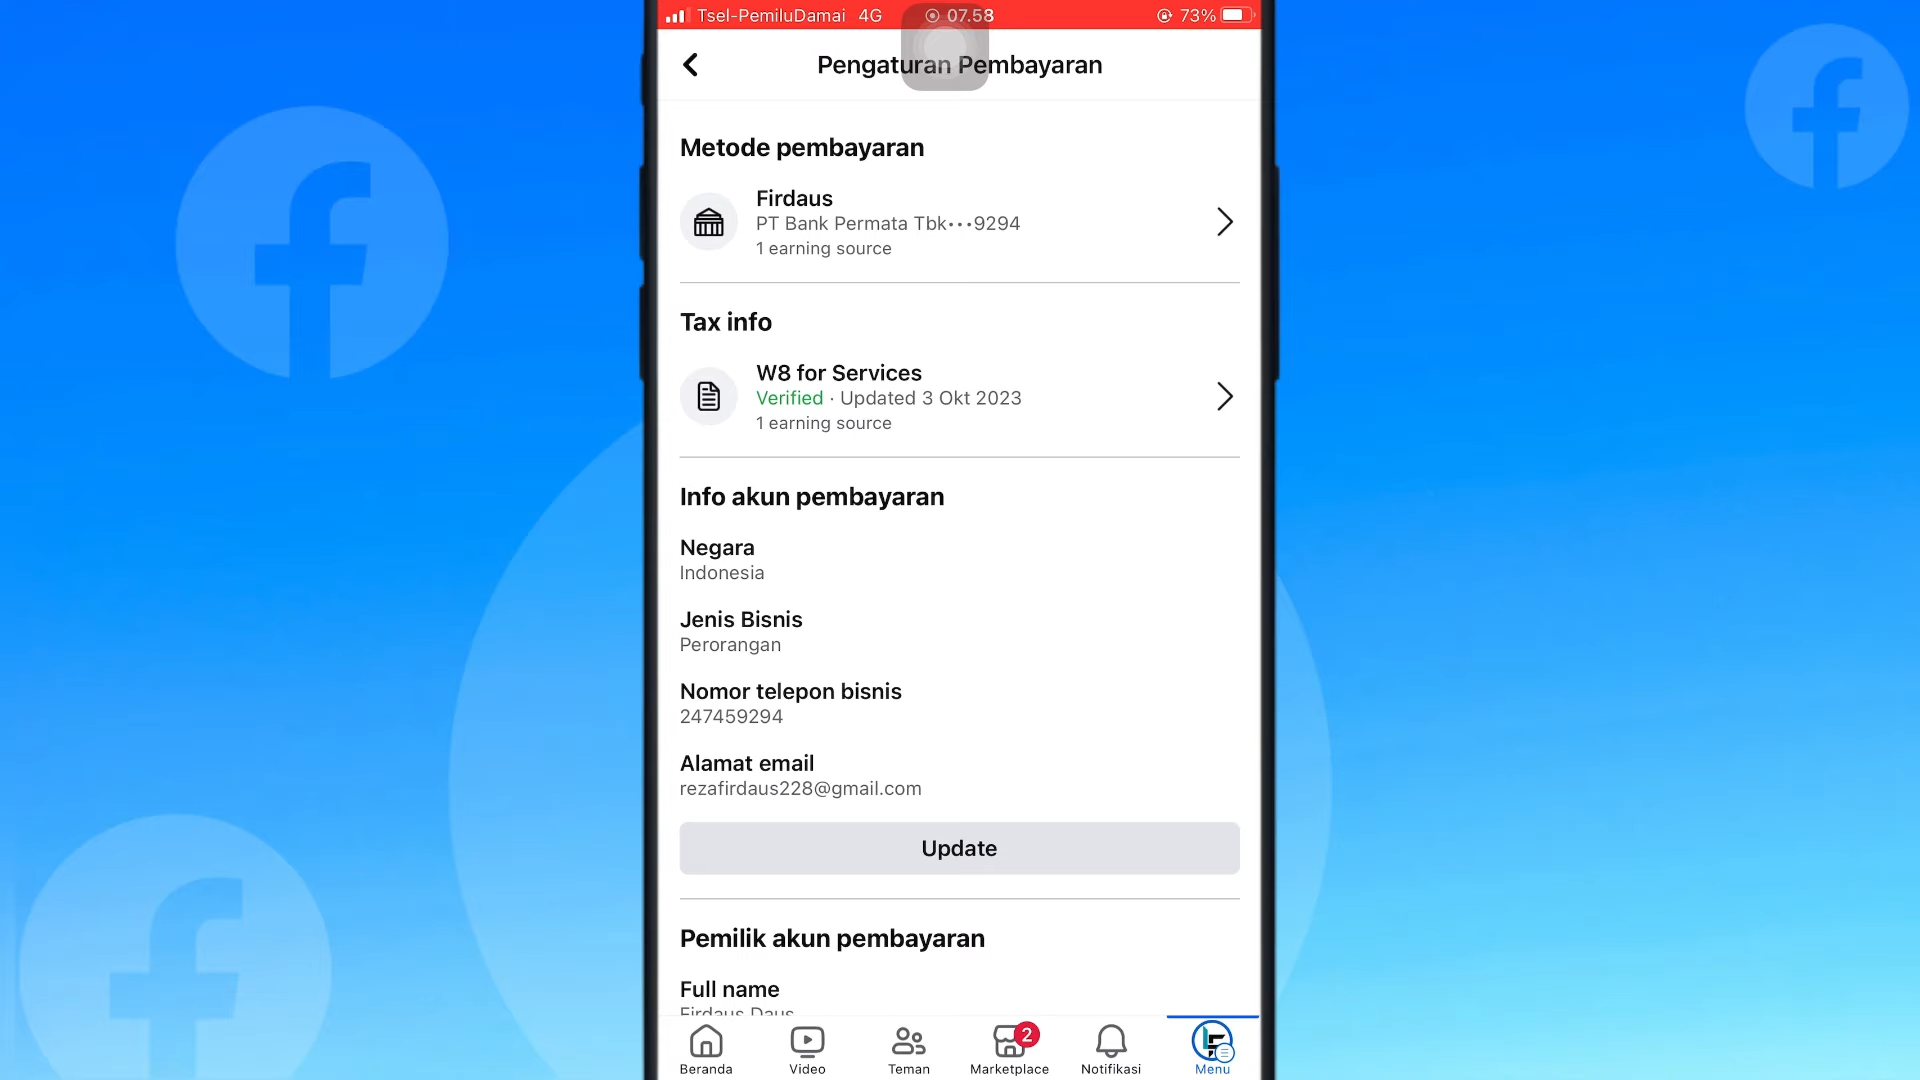 Tsel-PemiluDamai 4G 07.58 73%
Pengaturan Pembayaran
Metode pembayaran
Firdaus
PT Bank Permata Tbk•••9294
1 earning source
Tax info
W8 for Services
Verified · Updated 3 Okt 2023
1 earning source
Info akun pembayaran
Negara
Indonesia
Jenis Bisnis
Perorangan
Nomor telepon bisnis
247459294
Alamat email
rezafirdaus228@gmail.com
Update
Pemilik akun pembayaran
Full name
Firdaus Daus
2
Beranda Video Teman Marketplace Notifikasi Menu